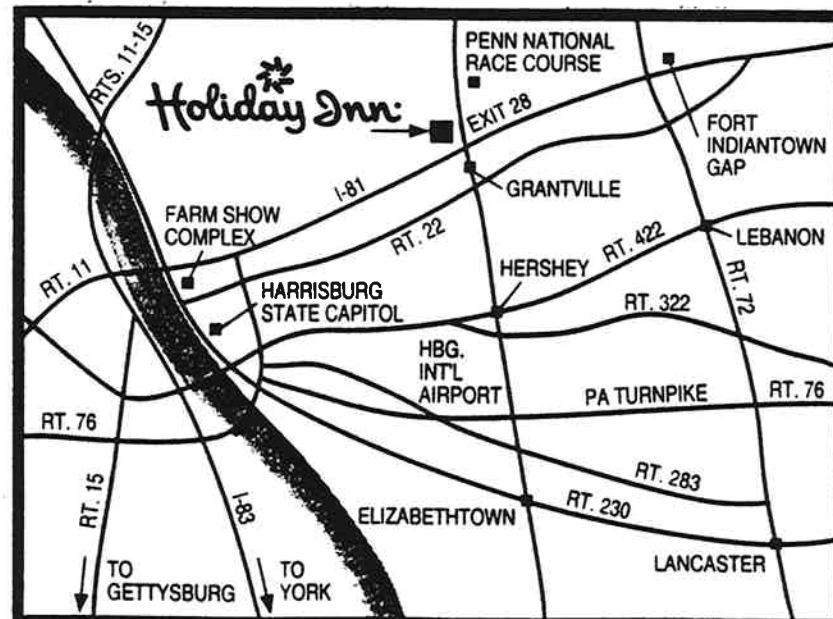 RTS. 11-15
PENN NATIONAL
RACE COURSE
Holiday Inn
EXIT 28
FORT
INDIANTOWN
GAP
GRANTVILLE
I-81
FARM SHOW
COMPLEX
RT. 22
RT. 422
LEBANON
RT. 11
HERSHEY
HARRISBURG
STATE CAPITOL
RT. 72
RT. 322
HBG.
INT'L
AIRPORT
PA TURNPIKE
RT. 76
RT. 76
RT. 15
I-83
RT. 283
ELIZABETHTOWN
RT. 230
LANCASTER
TO
GETTYSBURG
TO
YORK